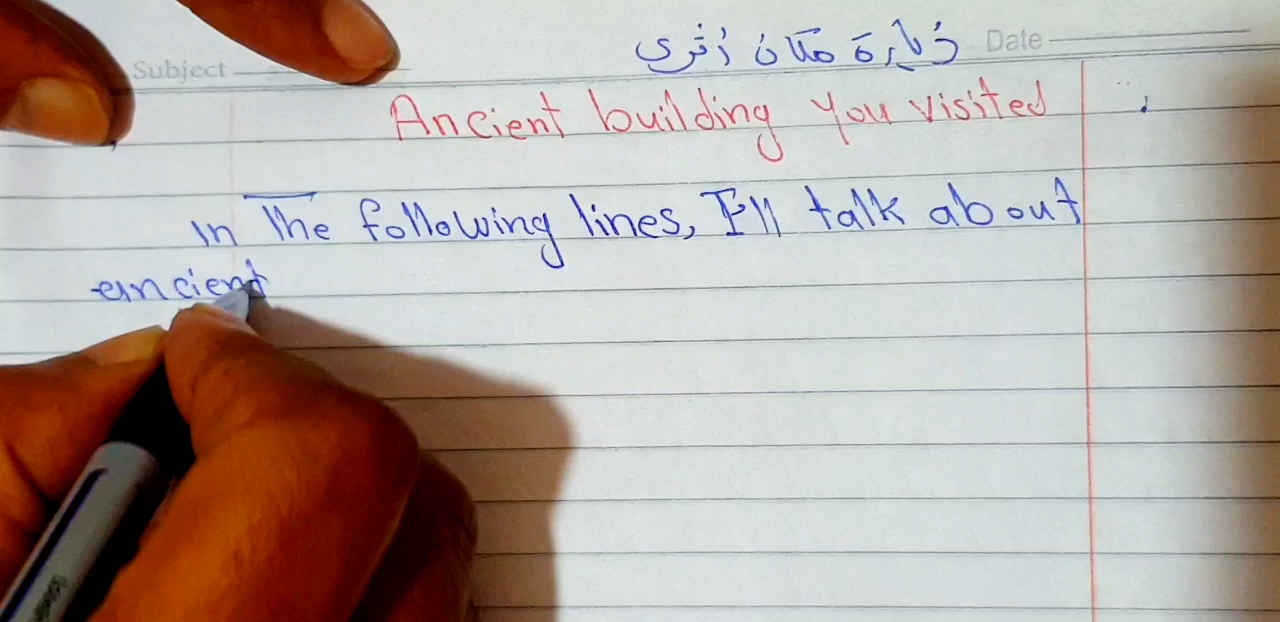 زيارة مكان أثري
Subject Date
Ancient building you visited
In the following lines, I'll talk about
ancient